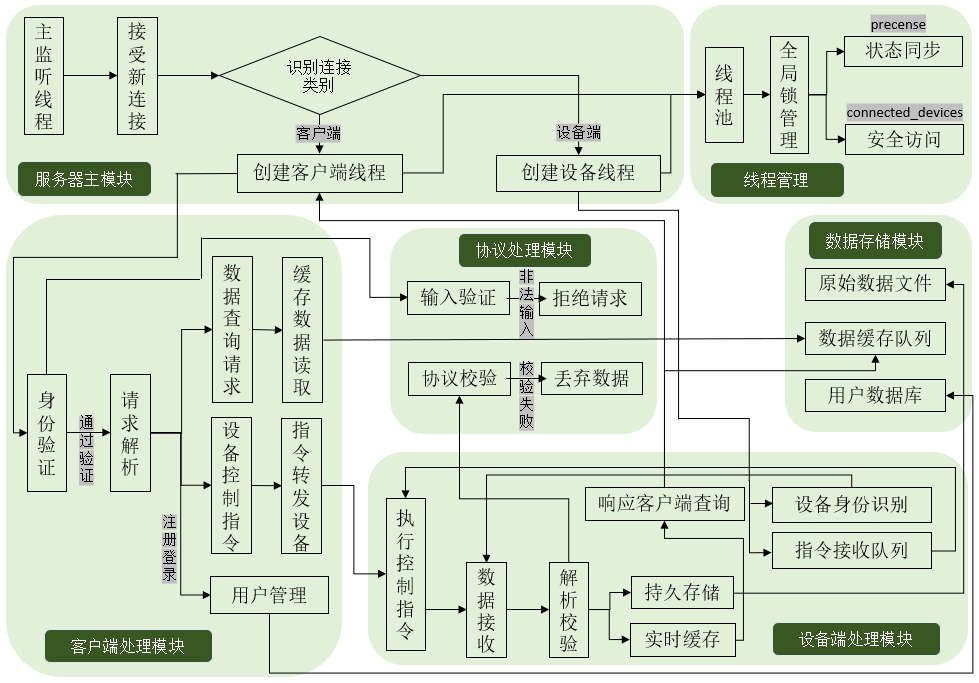 主监听线程
接受新连接
识别连接
类别
客户端
设备端
创建客户端线程
创建设备线程
服务器主模块
线程池
全局锁管理
precense
状态同步
connected_devices
安全访问
线程管理
身份验证
通过验证
请求解析
数据查询请求
缓存数据读取
设备控制指令
指令转发设备
注册登录
用户管理
客户端处理模块
协议处理模块
输入验证
非法输入
拒绝请求
协议校验
校验失败
丢弃数据
数据存储模块
原始数据文件
数据缓存队列
用户数据库
执行控制指令
数据接收
解析校验
响应客户端查询
设备身份识别
指令接收队列
持久存储
实时缓存
设备端处理模块